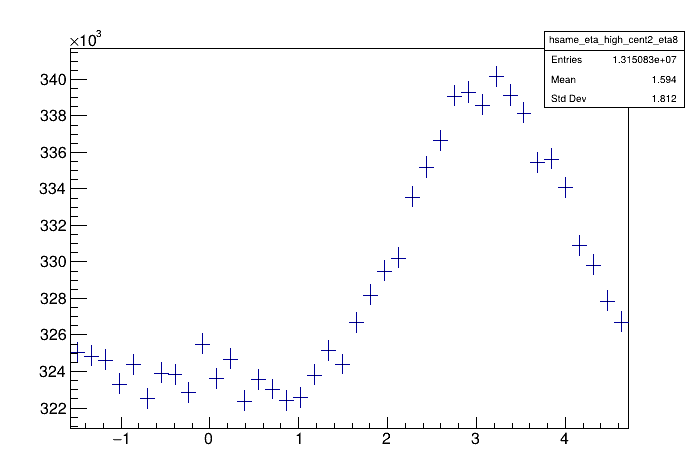 ×10³
hsame_eta_high_cent2_eta8
Entries 1.315083e+07
Mean 1.594
Std Dev 1.812
340
338
336
334
332
330
328
326
324
322
−1 0 1 2 3 4